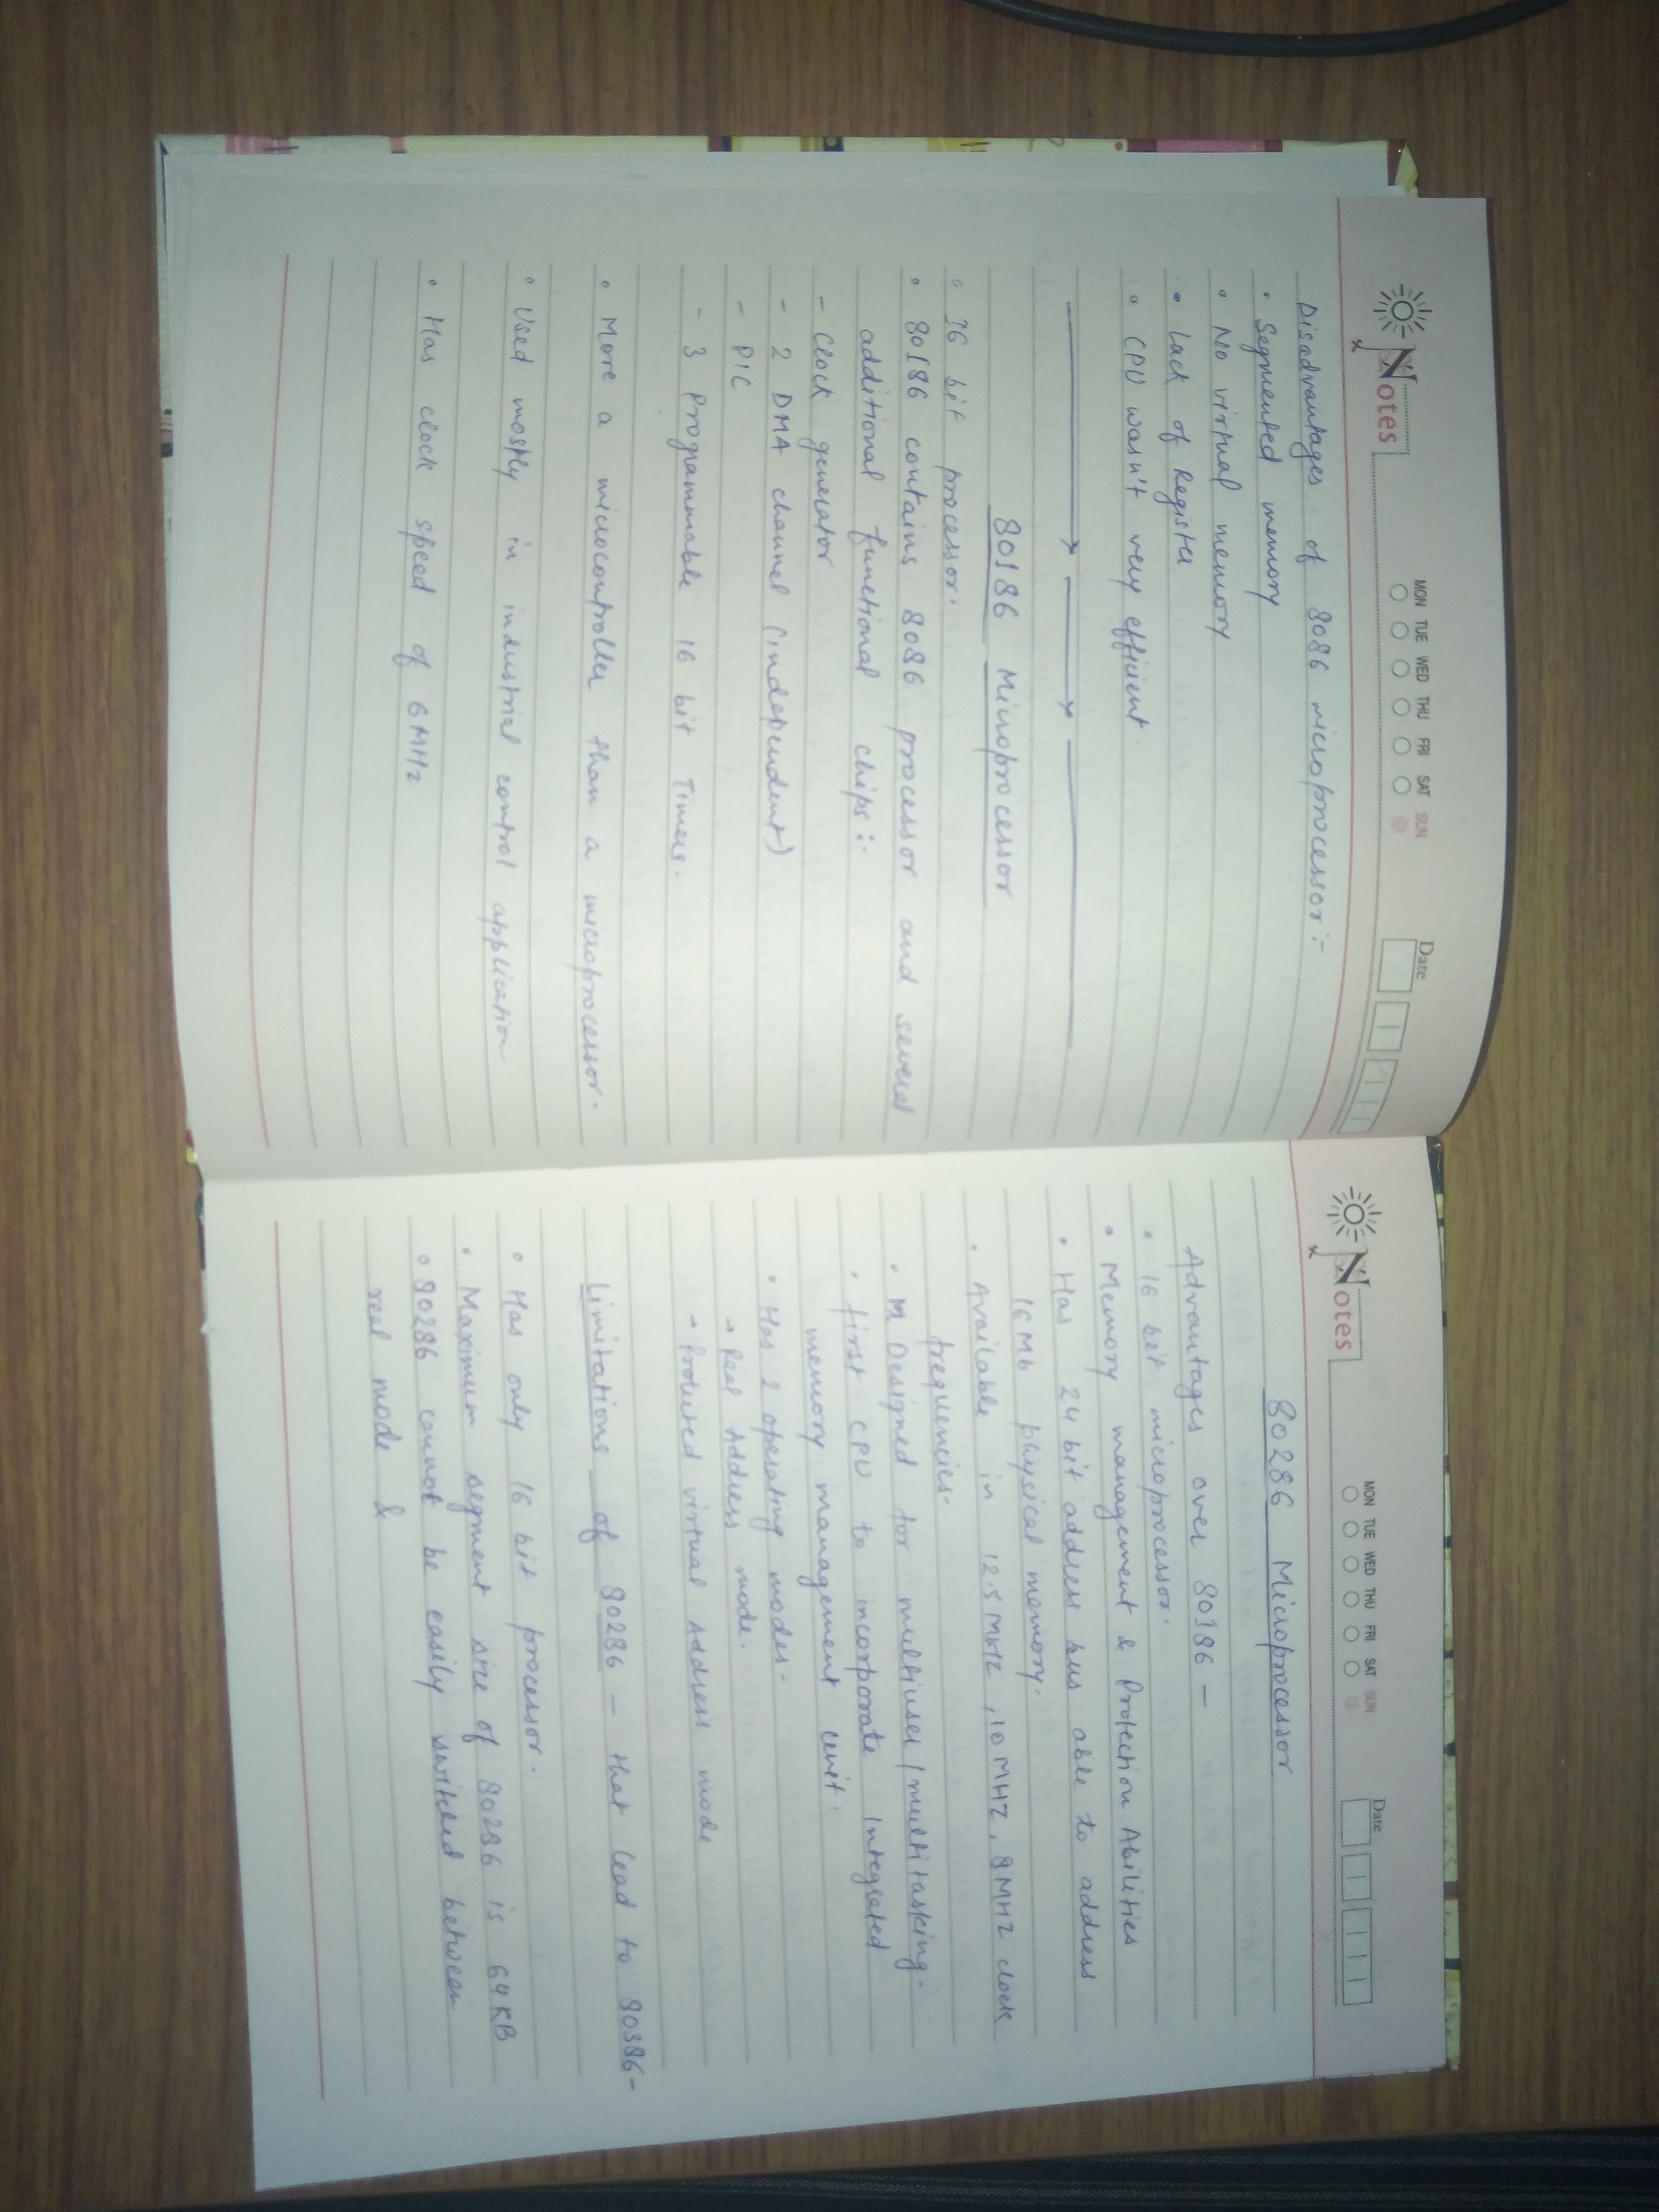 Notes
MON TUE WED THU FRI SAT SUN
Date
Disadvantages of 8086 microprocessor :-
• Segmented memory
• No virtual memory
• Lack of Register
• CPU wasn't very efficient.
80186 Microprocessor
• 16 bit processor.
• 80186 contains 8086 processor and several
additional functional chips :-
- Clock generator
- 2 DMA channel (independent)
- PIC
- 3 Programmable 16 bit Timers.
• More a microcontroller than a microprocessor.
• Used mostly in industrial control application
• Has clock speed of 6 MHz
Notes
MON TUE WED THU FRI SAT SUN
Date
80286 Microprocessor
Advantages over 80186 -
• 16 bit microprocessor.
• Memory management & Protection Abilities
• Has 24 bit address bus able to address
16 Mb physical memory.
• Available in 12.5 MHZ, 10 MHZ, 8 MHZ clock
frequencies.
• Designed for multiuser / multitasking.
• first CPU to incorporate Integrated
memory management unit.
• Has 2 operating modes -
→ Real Address mode.
→ Protected virtual Address mode
Limitations of 80286 - that lead to 80386 -
• Has only 16 bit processor.
• Maximum segment size of 80286 is 64 KB
• 80286 cannot be easily switched between
real mode &